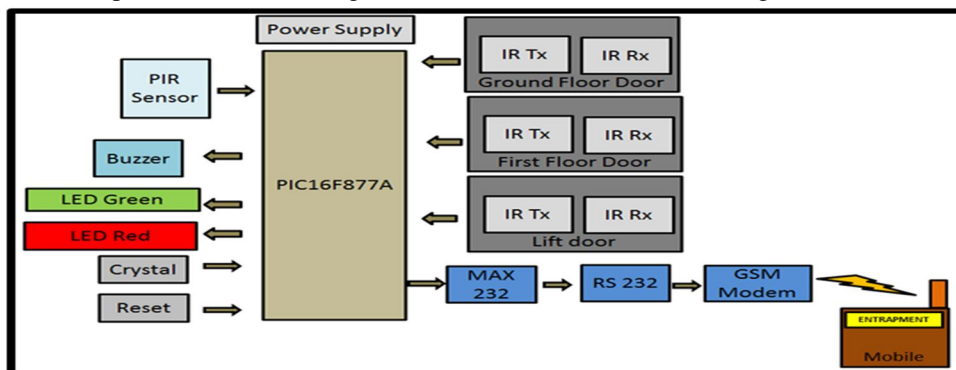 Power Supply
PIR
Sensor
Buzzer
LED Green
LED Red
Crystal
Reset
PIC16F877A
IR Tx
IR Rx
Ground Floor Door
IR Tx
IR Rx
First Floor Door
IR Tx
IR Rx
Lift door
MAX
232
RS 232
GSM
Modem
ENTRAPMENT
Mobile